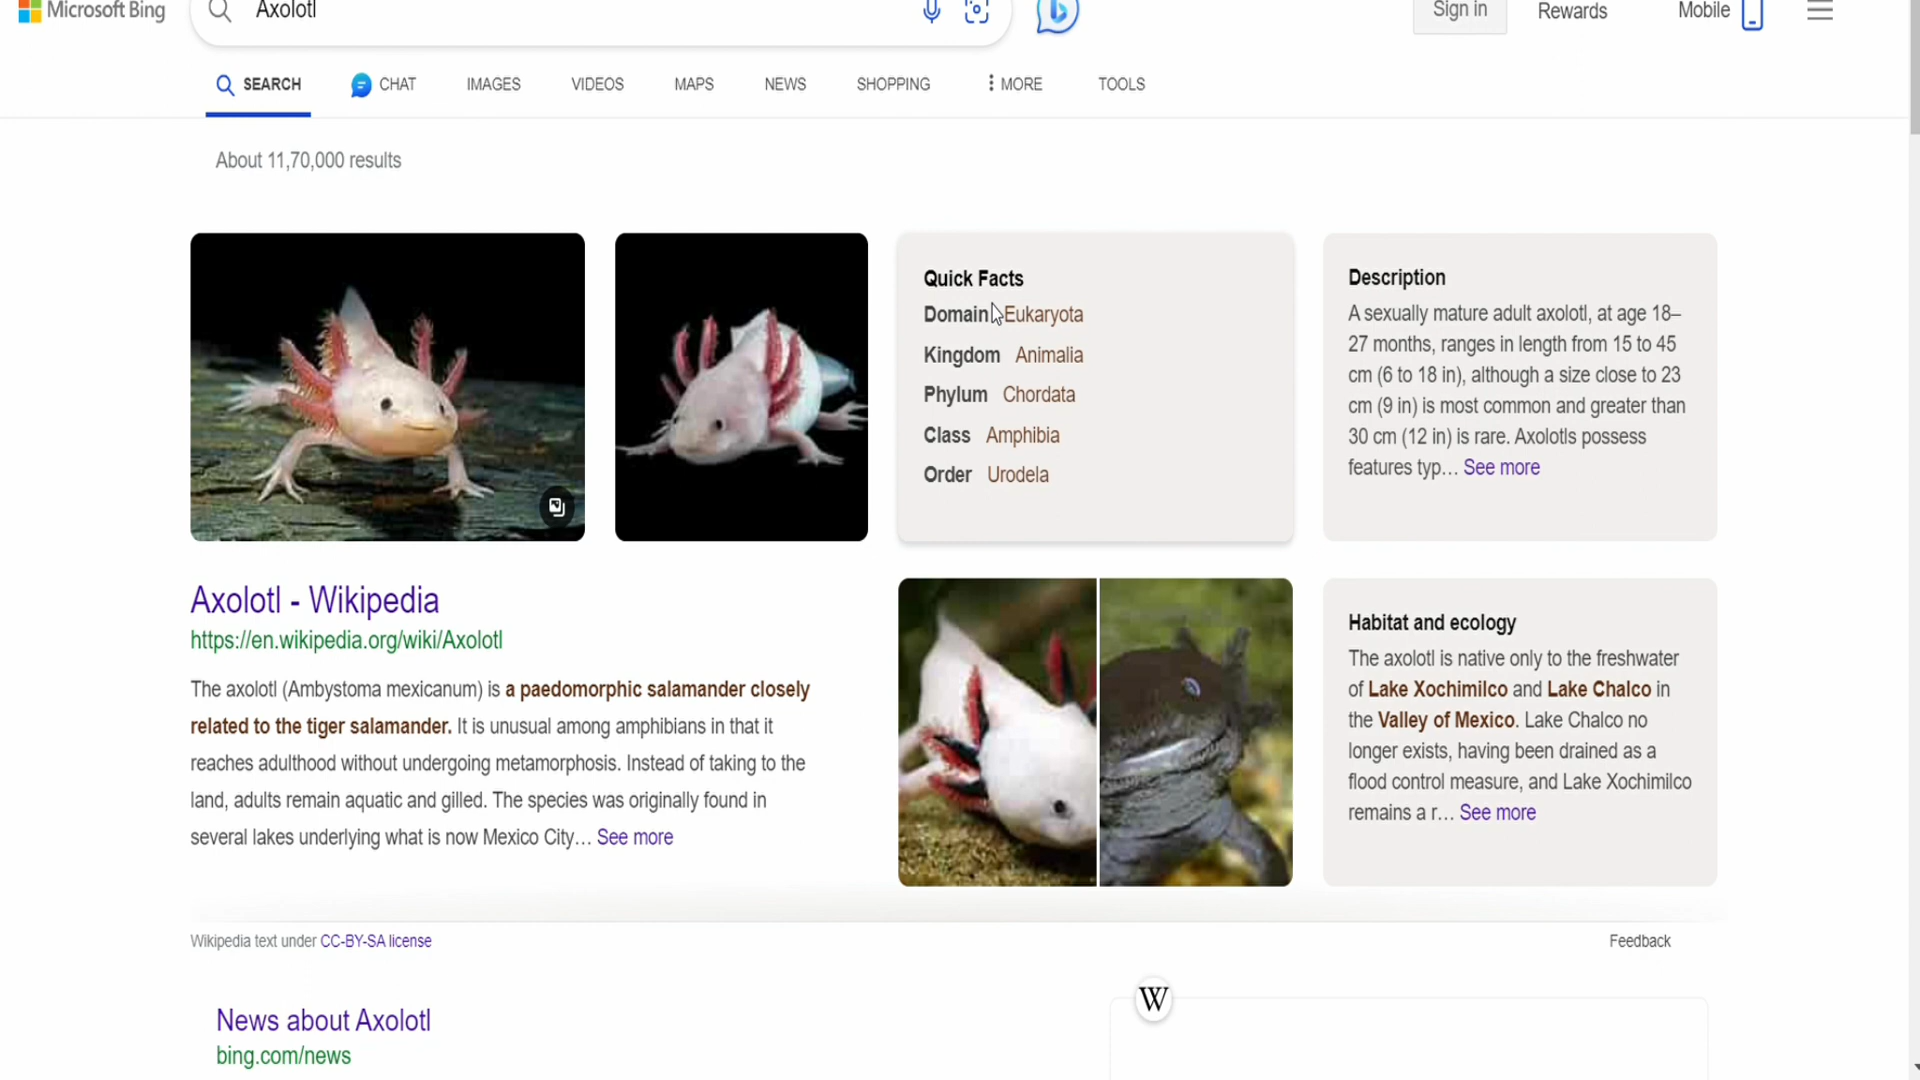 Microsoft Bing
Axolotl
Sign in
Rewards
Mobile
SEARCH
CHAT
IMAGES
VIDEOS
MAPS
NEWS
SHOPPING
MORE
TOOLS
About 11,70,000 results
Quick Facts
Domain Eukaryota
Kingdom Animalia
Phylum Chordata
Class Amphibia
Order Urodela
Description
A sexually mature adult axolotl, at age 18–
27 months, ranges in length from 15 to 45
cm (6 to 18 in), although a size close to 23
cm (9 in) is most common and greater than
30 cm (12 in) is rare. Axolotls possess
features typ... See more
Axolotl - Wikipedia
https://en.wikipedia.org/wiki/Axolotl
The axolotl (Ambystoma mexicanum) is a paedomorphic salamander closely
related to the tiger salamander. It is unusual among amphibians in that it
reaches adulthood without undergoing metamorphosis. Instead of taking to the
land, adults remain aquatic and gilled. The species was originally found in
several lakes underlying what is now Mexico City... See more
Habitat and ecology
The axolotl is native only to the freshwater
of Lake Xochimilco and Lake Chalco in
the Valley of Mexico. Lake Chalco no
longer exists, having been drained as a
flood control measure, and Lake Xochimilco
remains a r... See more
Wikipedia text under CC-BY-SA license
Feedback
News about Axolotl
bing.com/news
W